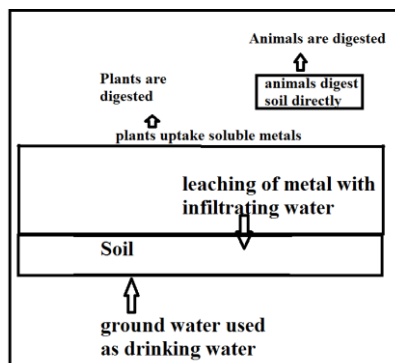 Animals are digested
animals digest
soil directly
Plants are
digested
plants uptake soluble metals
leaching of metal with
infiltrating water
Soil
ground water used
as drinking water